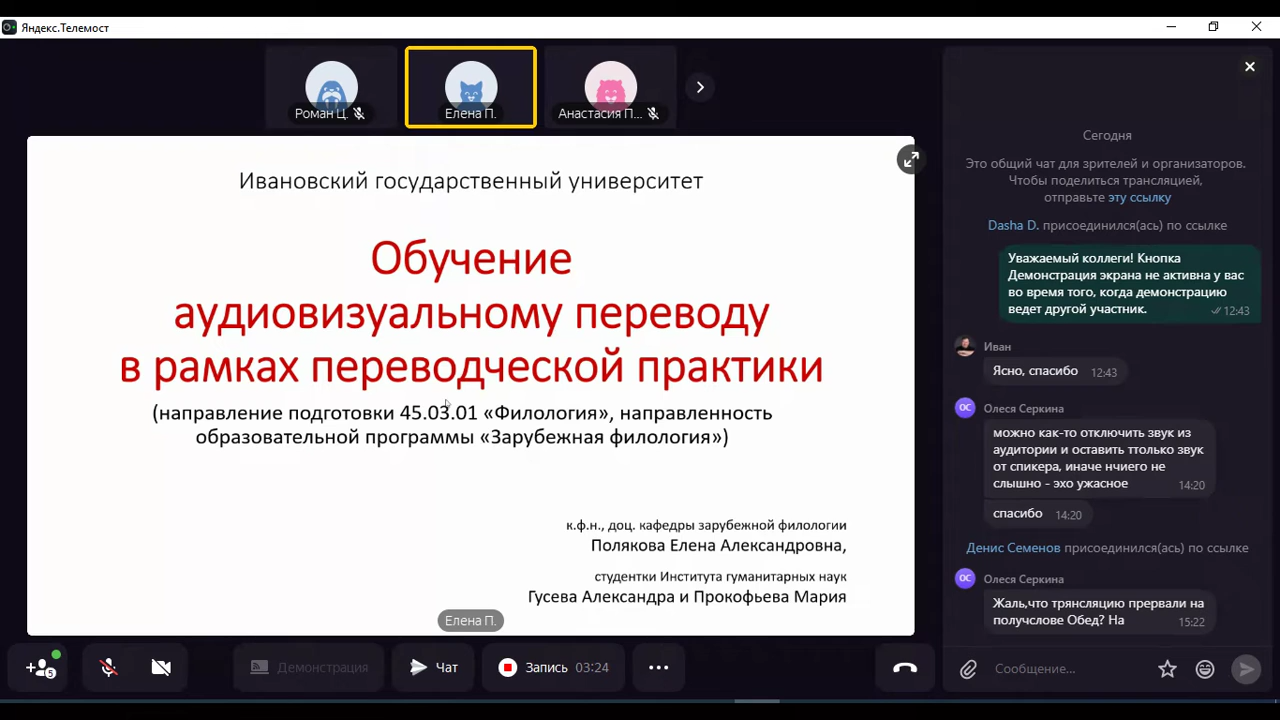 Яндекс.Телемост
Роман Ц.
Елена П.
Анастасия П...
Ивановский государственный университет
Обучение
аудиовизуальному переводу
в рамках переводческой практики
(направление подготовки 45.03.01 «Филология», направленность
образовательной программы «Зарубежная филология»)
к.ф.н., доц. кафедры зарубежной филологии
Полякова Елена Александровна,
студентки Института гуманитарных наук
Гусева Александра и Прокофьева Мария
Елена П.
5
Демонстрация
Чат
Запись 03:24
Сегодня
Это общий чат для зрителей и организаторов.
Чтобы поделиться трансляцией,
отправьте эту ссылку
Dasha D. присоединился(ась) по ссылке
Уважаемый коллеги! Кнопка
Демонстрация экрана не активна у вас
во время того, когда демонстрацию
ведет другой участник.
12:43
Иван
Ясно, спасибо 12:43
ОС
Олеся Серкина
можно как-то отключить звук из
аудитории и оставить ттолько звук
от спикера, иначе нчиего не
слышно - эхо ужасное 14:20
спасибо 14:20
Денис Семенов присоединился(ась) по ссылке
ОС
Олеся Серкина
Жаль,что трянсляцию прервали на
получслове Обед? На 15:22
Сообщение...